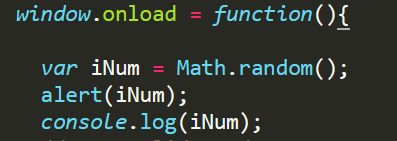 window.onload = function(){
var iNum = Math.random();
alert(iNum);
console.log(iNum);